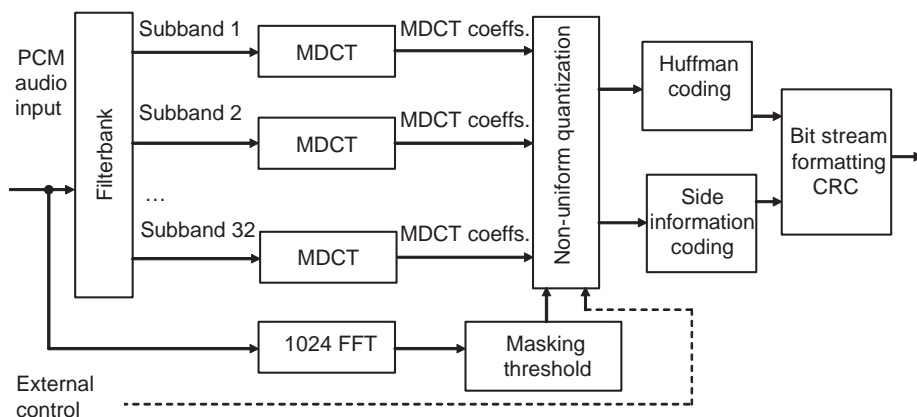 PCM
audio
input
Filterbank
Subband 1
MDCT
MDCT coeffs.
Subband 2
MDCT
MDCT coeffs.
…
Subband 32
MDCT
MDCT coeffs.
Non-uniform quantization
Huffman
coding
Side
information
coding
Bit stream
formatting
CRC
1024 FFT
Masking
threshold
External
control